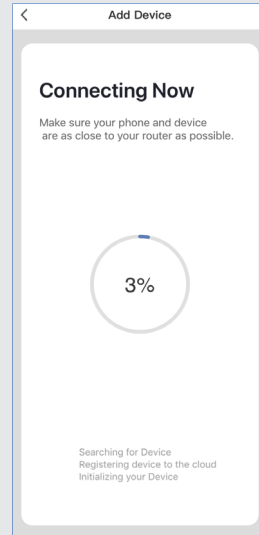 Add Device
Connecting Now
Make sure your phone and device
are as close to your router as possible.
3%
Searching for Device
Registering device to the cloud
Initializing your Device